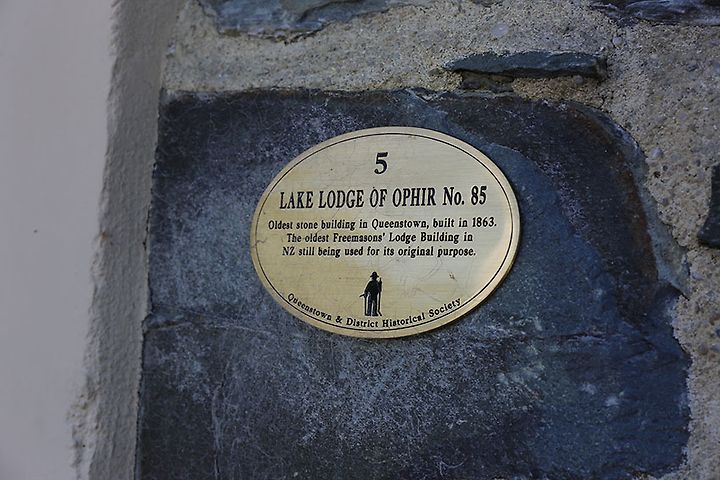 5
LAKE LODGE OF OPHIR No. 85
Oldest stone building in Queenstown, built in 1863.
The oldest Freemasons' Lodge Building in
NZ still being used for its original purpose.
Queenstown & District Historical Society